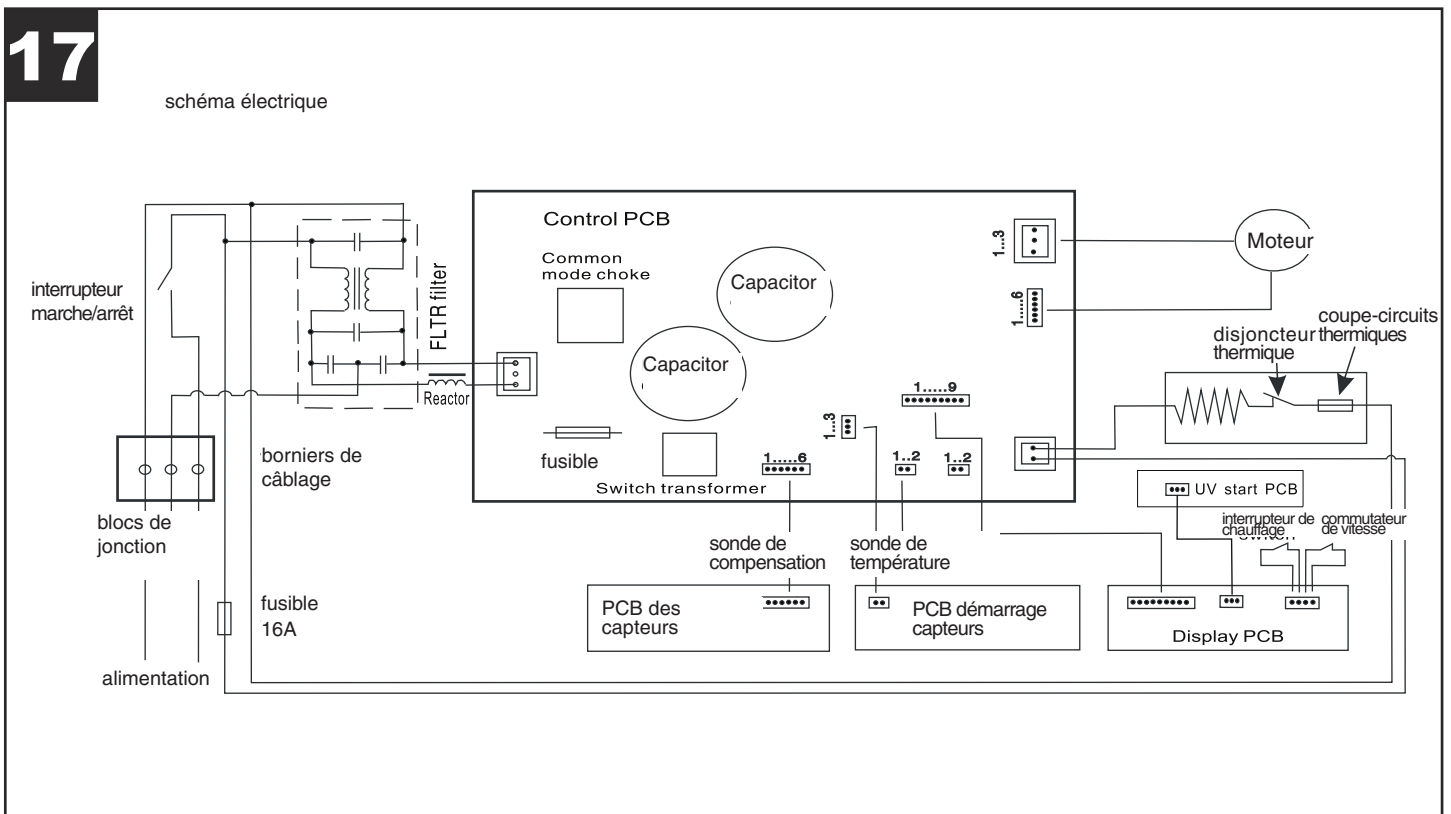 17
schéma électrique
Control PCB
Common
mode choke
Capacitor
Capacitor
1...3
Moteur
1.....6
interrupteur
marche/arrêt
FLTR filter
Reactor
disjoncteur
thermique
coupe-circuits
thermiques
1.....9
1...3
fusible
1.....6
1..2
1..2
Switch transformer
borniers de
câblage
blocs de
jonction
UV start PCB
interrupteur de
chauffage
commutateur
de vitesse
sonde de
compensation
sonde de
température
fusible
16A
PCB des
capteurs
PCB démarrage
capteurs
Display PCB
alimentation